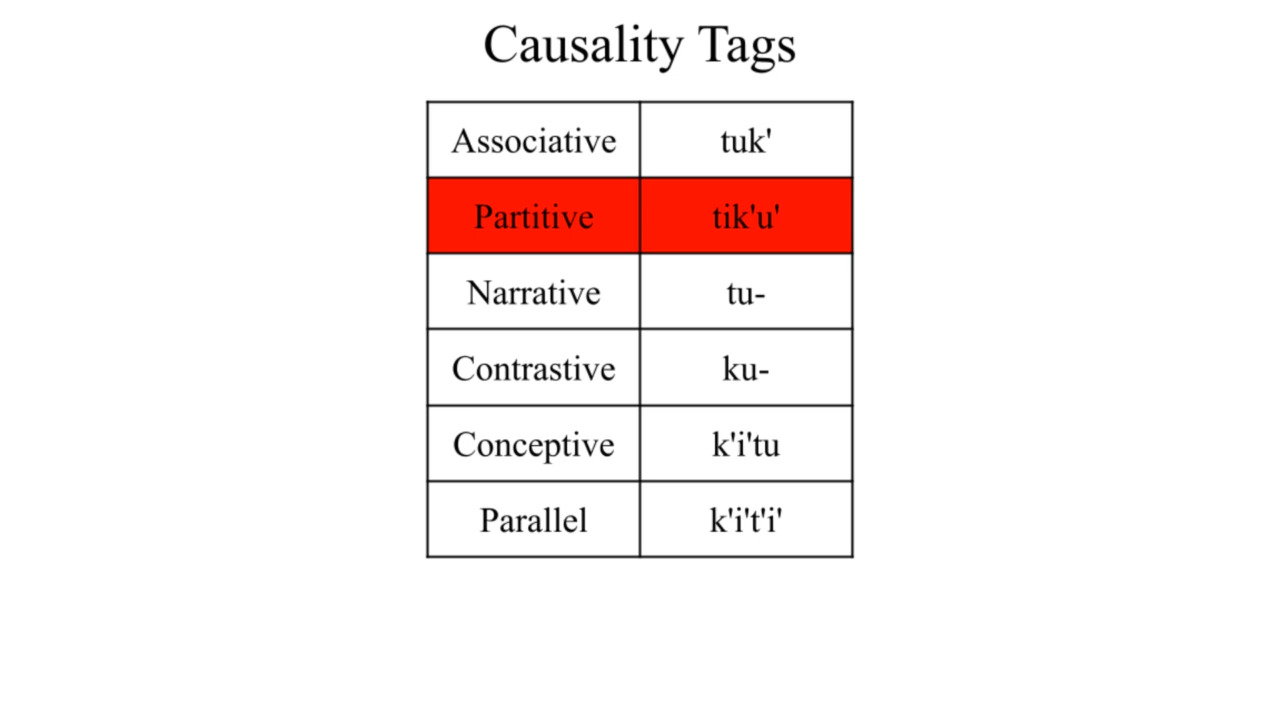 Causality Tags
Associative tuk'
Partitive tik'u'
Narrative tu-
Contrastive ku-
Conceptive k'i'tu
Parallel k'i't'i'